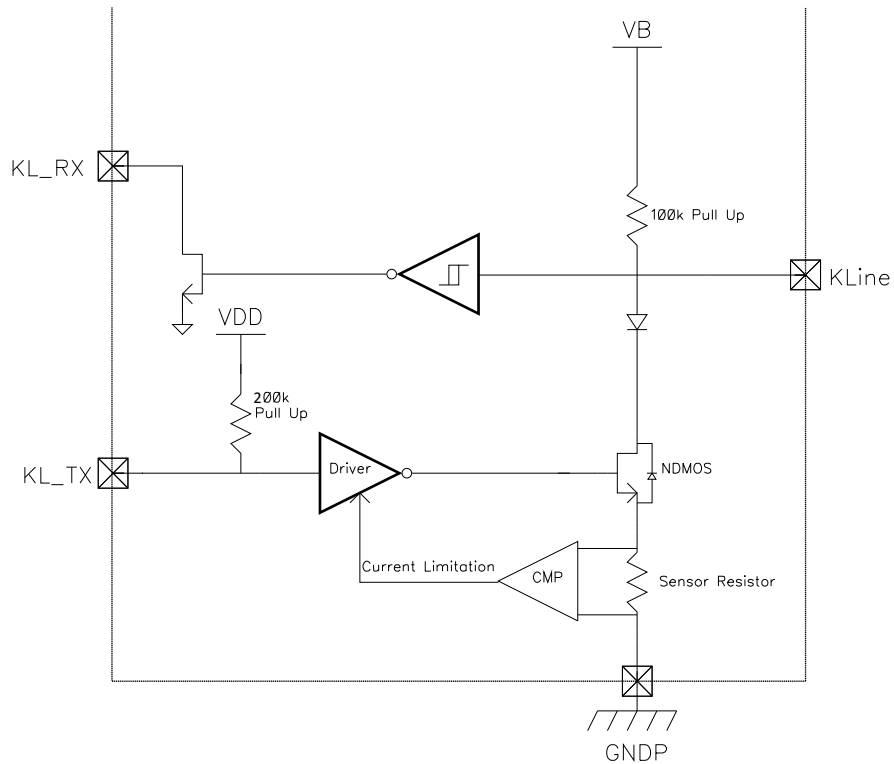 VB
KL_RX
100k Pull Up
KLine
VDD
200k
Pull Up
KL_TX
Driver
NDMOS
Current Limitation
CMP
Sensor Resistor
GNDP